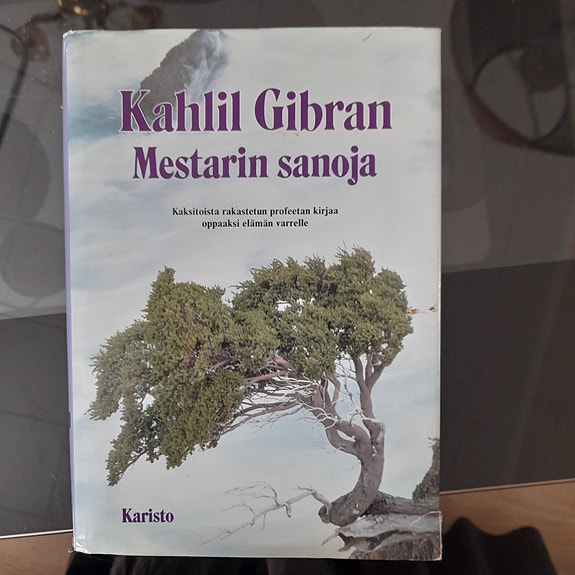 Kahlil Gibran
Mestarin sanoja
Kaksitoista rakastetun profeetan kirjaa
oppaaksi elämän varrelle
Karisto